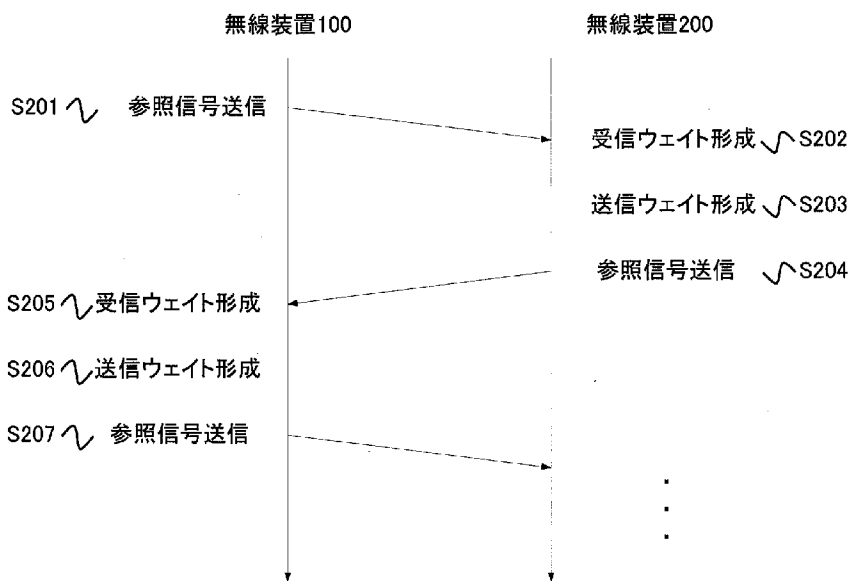 無線装置100
無線装置200
S201 参照信号送信
受信ウェイト形成 S202
送信ウェイト形成 S203
参照信号送信 S204
S205 受信ウェイト形成
S206 送信ウェイト形成
S207 参照信号送信